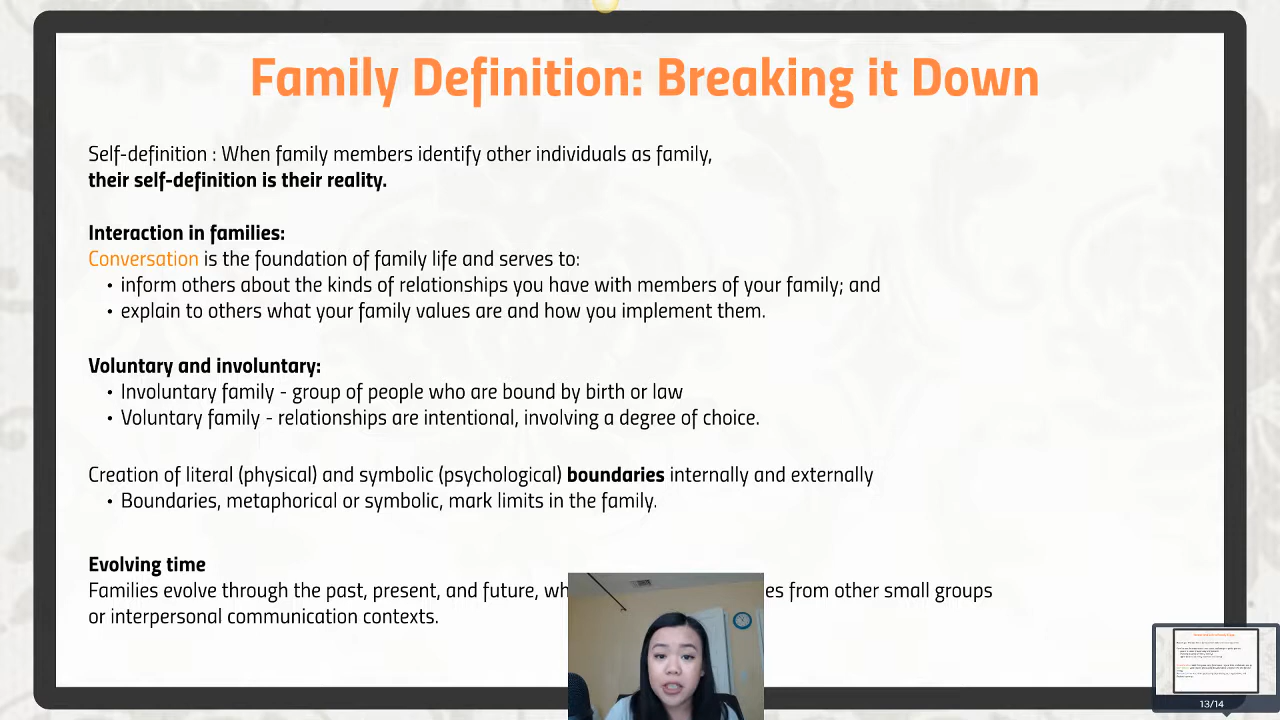 Family Definition: Breaking it Down
Self-definition : When family members identify other individuals as family,
their self-definition is their reality.
Interaction in families:
Conversation is the foundation of family life and serves to:
• inform others about the kinds of relationships you have with members of your family; and
• explain to others what your family values are and how you implement them.
Voluntary and involuntary:
• Involuntary family - group of people who are bound by birth or law
• Voluntary family - relationships are intentional, involving a degree of choice.
Creation of literal (physical) and symbolic (psychological) boundaries internally and externally
• Boundaries, metaphorical or symbolic, mark limits in the family.
Evolving time
Families evolve through the past, present, and future, from other small groups
or interpersonal communication contexts.
13/14